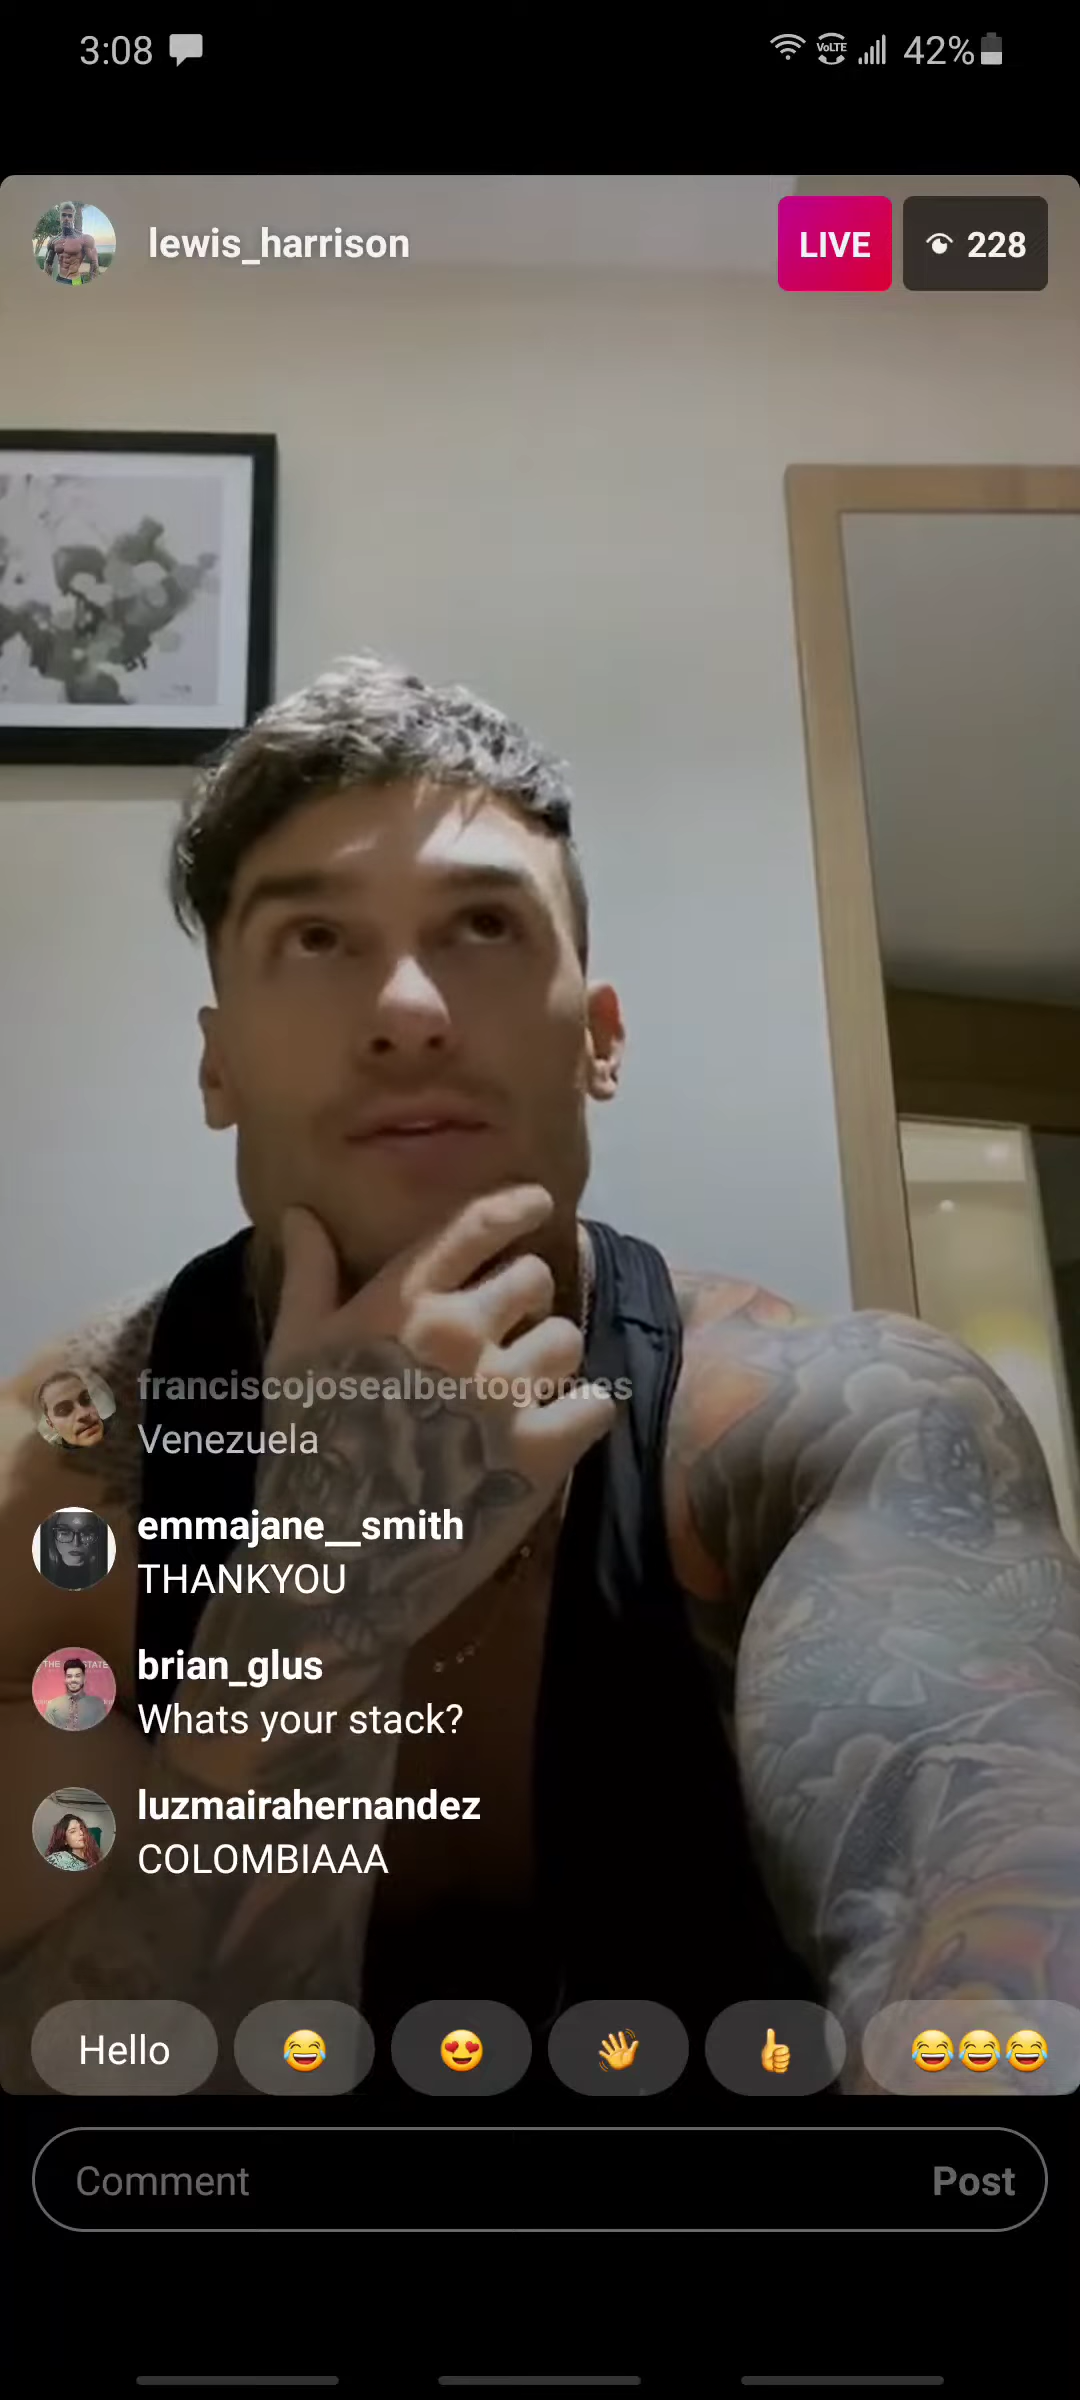 3:08
VoLTE
42%
lewis_harrison
LIVE
228
franciscojosealbertogomes
Venezuela
emmajane__smith
THANKYOU
brian_glus
Whats your stack?
luzmairahernandez
COLOMBIAAA
Hello 😂 😍 👋 👍 😂😂😂
Comment
Post